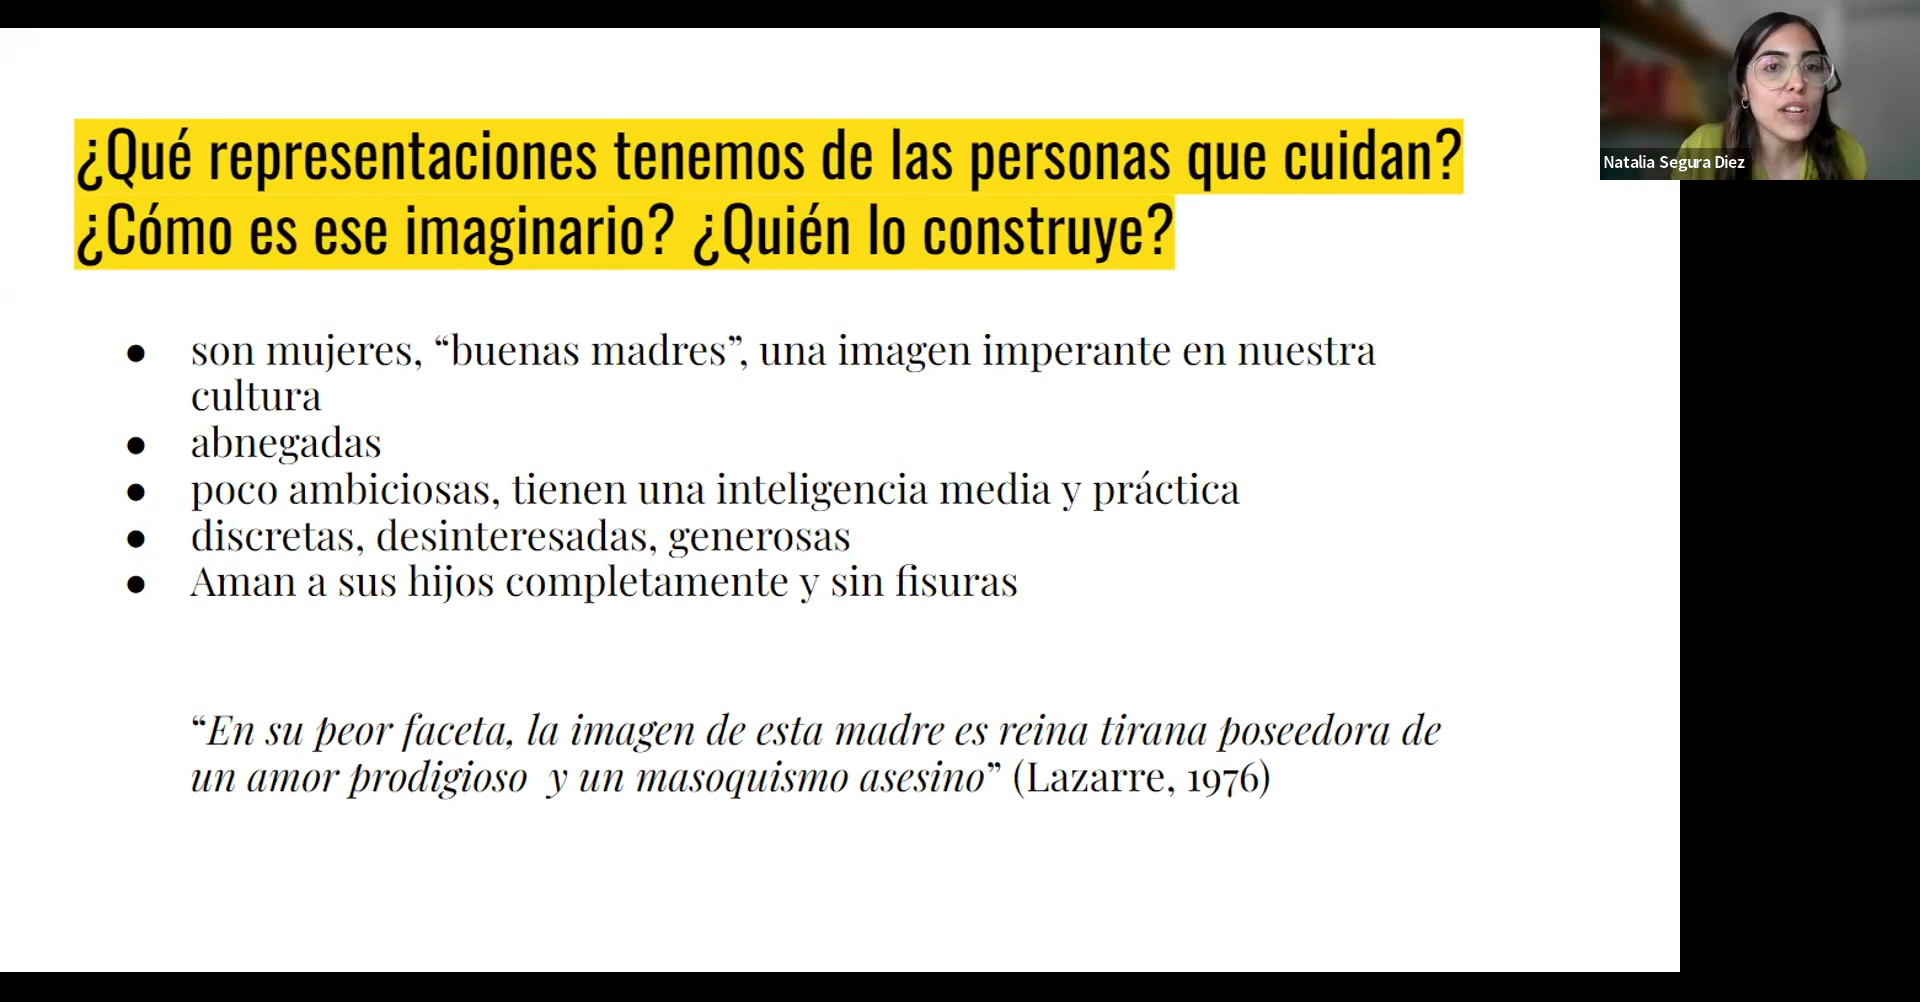 ¿Qué representaciones tenemos de las personas que cuidan?
¿Cómo es ese imaginario? ¿Quién lo construye?
● son mujeres, “buenas madres”, una imagen imperante en nuestra
cultura
● abnegadas
● poco ambiciosas, tienen una inteligencia media y práctica
● discretas, desinteresadas, generosas
● Aman a sus hijos completamente y sin fisuras
“En su peor faceta, la imagen de esta madre es reina tirana poseedora de
un amor prodigioso  y un masoquismo asesino” (Lazarre, 1976)
Natalia Segura Diez